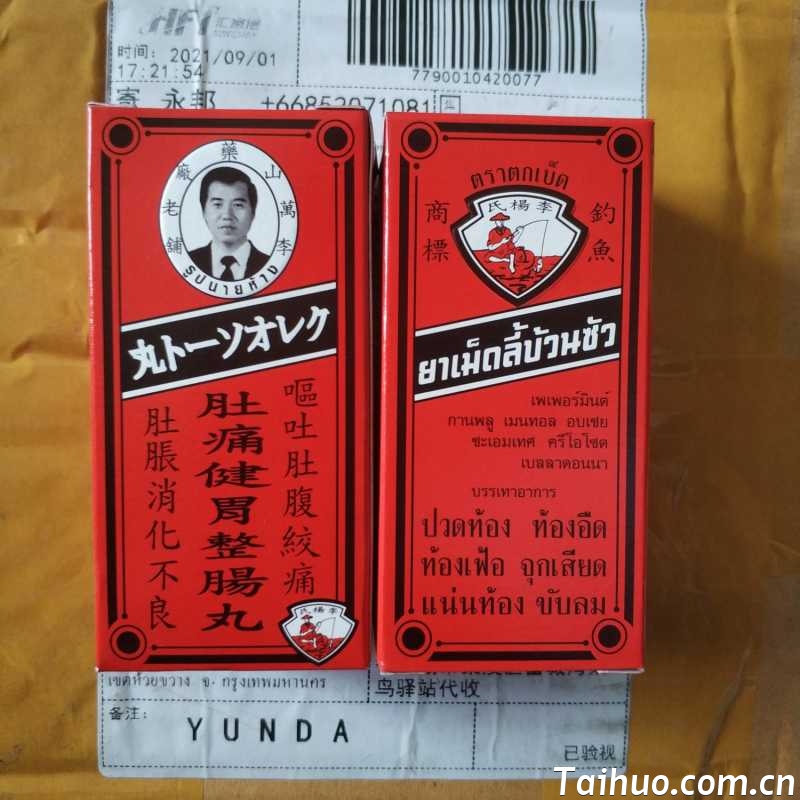 HFT 汇富通
时间: 2021/09/01
17:21:54
7790010420077
寄 永邦 +66852071081
李萬山藥廠老舖
รูปนายห้าง
クレオソート丸
嘔吐肚腹絞痛
肚痛健胃整腸丸
肚脹消化不良
李楊氏
ตราตกเบ็ด
商標
釣魚
李楊氏
ยาเม็ดลี้บ้วนซัว
เพเพอร์มินต์
กานพลู เมนทอล อบเชย
ชะเอมเทศ ครีโอโซต
เบลลาดอนนา
บรรเทาอาการ
ปวดท้อง ท้องอืด
ท้องเฟ้อ จุกเสียด
แน่นท้อง ขับลม
เขตห้วยขวาง จ. กรุงเทพมหานคร
鸟驿站代收
备注:
YUNDA
已验视
Taihuo.com.cn